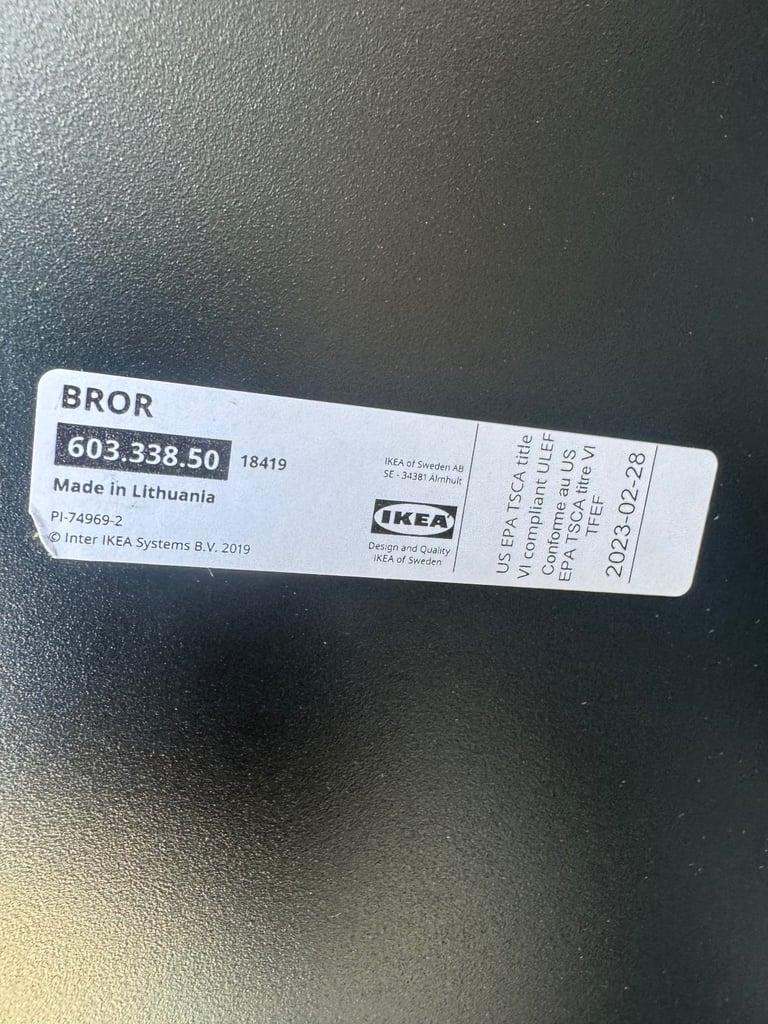 BROR
603.338.50 18419
Made in Lithuania
PI-74969-2
© Inter IKEA Systems B.V. 2019
IKEA of Sweden AB
SE - 34381 Älmhult
IKEA
Design and Quality
IKEA of Sweden
US EPA TSCA title
VI compliant ULEF
Conforme au US
EPA TSCA titre VI
TFEF
2023-02-28